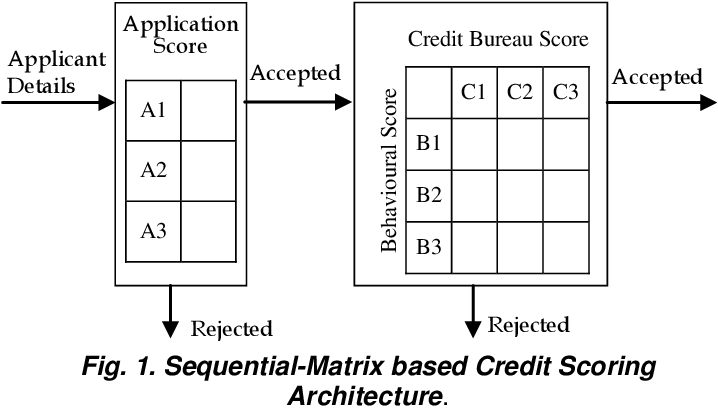 Application
Score
Applicant
Details
A1
A2
A3
Accepted
Rejected
Credit Bureau Score
Behavioural Score
C1 C2 C3
B1
B2
B3
Accepted
Rejected
Fig. 1. Sequential-Matrix based Credit Scoring
Architecture.